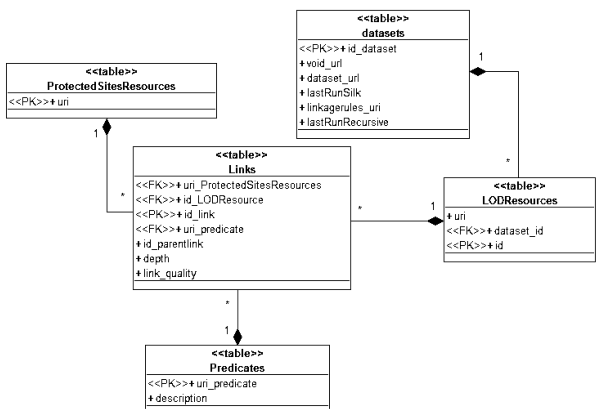 <<table>>
datasets
<<PK>>+ id_dataset
+ void_url
+ dataset_url
+ lastRunSilk
+ linkagerules_uri
+ lastRunRecursive
1
*
<<table>>
ProtectedSitesResources
<<PK>>+ uri
1
*
<<table>>
Links
<<FK>>+ uri_ProtectedSitesResources
<<FK>>+ id_LODResource
<<PK>>+ id_link
<<FK>>+ uri_predicate
+ id_parentlink
+ depth
+ link_quality
*
1
<<table>>
LODResources
+ uri
<<FK>>+ dataset_id
<<PK>>+ id
*
1
<<table>>
Predicates
<<PK>>+ uri_predicate
+ description